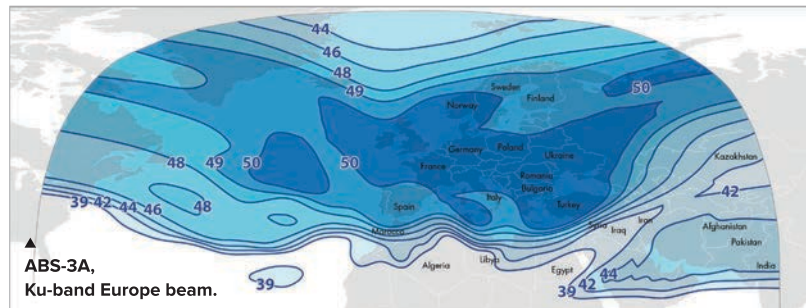 44
46
48
49
50
Sweden
Finland
Norway
Germany
Poland
Ukraine
48
49
50
50
France
Kazakhstan
Romania
Bulgaria
42
Italy
39
42
44
46
48
Spain
Turkey
Syria
Iran
Iraq
Afghanistan
Morocco
Pakistan
Algeria
Libya
Egypt
India
44
42
39
39
▲
ABS-3A,
Ku-band Europe beam.